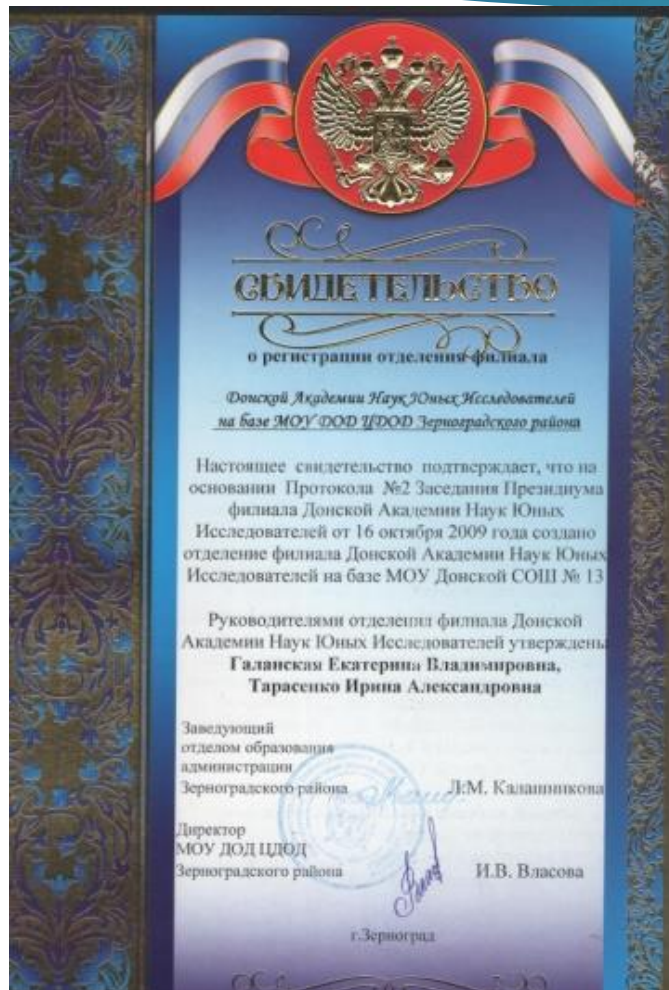 СВИДЕТЕЛЬСТВО
о регистрации отделения филиала
Донской Академии Наук Юных Исследователей
на базе МОУ ДОД ЦДОД Зерноградского района
Настоящее свидетельство подтверждает, что на
основании Протокола №2 Заседания Президиума
филиала Донской Академии Наук Юных
Исследователей от 16 октября 2009 года создано
отделение филиала Донской Академии Наук Юных
Исследователей на базе МОУ Донской СОШ № 13
Руководителями отделения филиала Донской
Академии Наук Юных Исследователей утверждены
Галанская Екатерина Владимировна,
Тарасенко Ирина Александровна
Заведующий
отделом образования
администрации
Зерноградского района Л.М. Калашникова
Директор
МОУ ДОД ЦДОД
Зерноградского района И.В. Власова
г.Зерноград